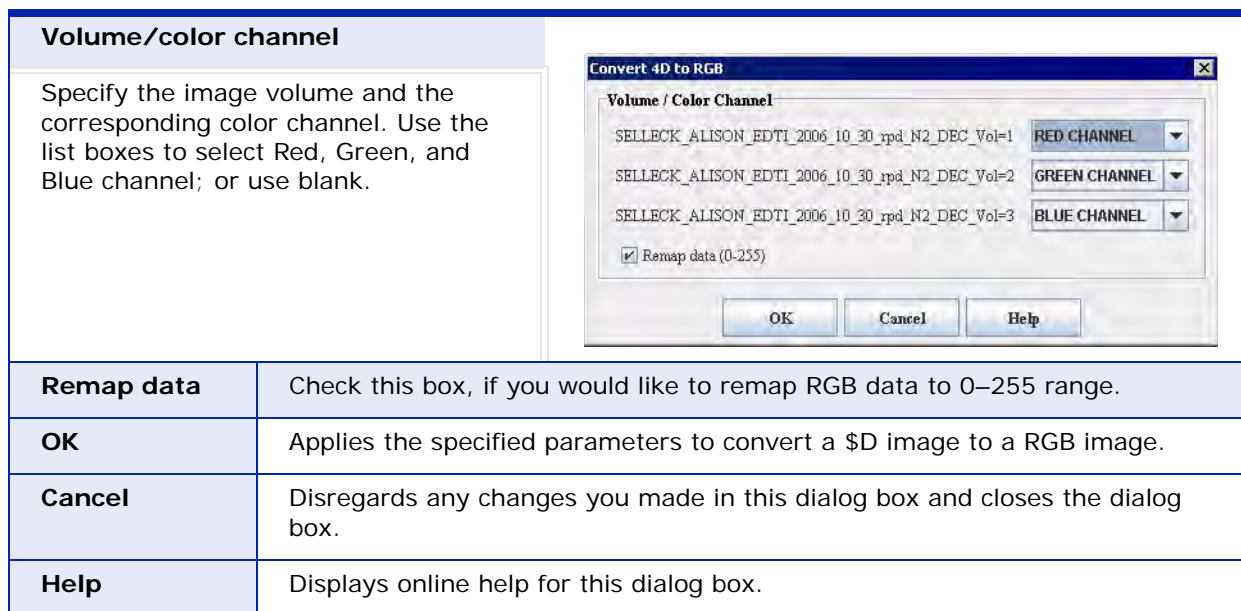 Volume/color channel
Specify the image volume and the
corresponding color channel. Use the
list boxes to select Red, Green, and
Blue channel; or use blank.
Convert 4D to RGB
Volume / Color Channel
SELLECK_ALISON_EDTI_2006_10_30_rpd_N2_DEC_Vol=1 RED CHANNEL
SELLECK_ALISON_EDTI_2006_10_30_rpd_N2_DEC_Vol=2 GREEN CHANNEL
SELLECK_ALISON_EDTI_2006_10_30_rpd_N2_DEC_Vol=3 BLUE CHANNEL
Remap data (0-255)
OK Cancel Help
Remap data Check this box, if you would like to remap RGB data to 0–255 range.
OK Applies the specified parameters to convert a $D image to a RGB image.
Cancel Disregards any changes you made in this dialog box and closes the dialog
box.
Help Displays online help for this dialog box.